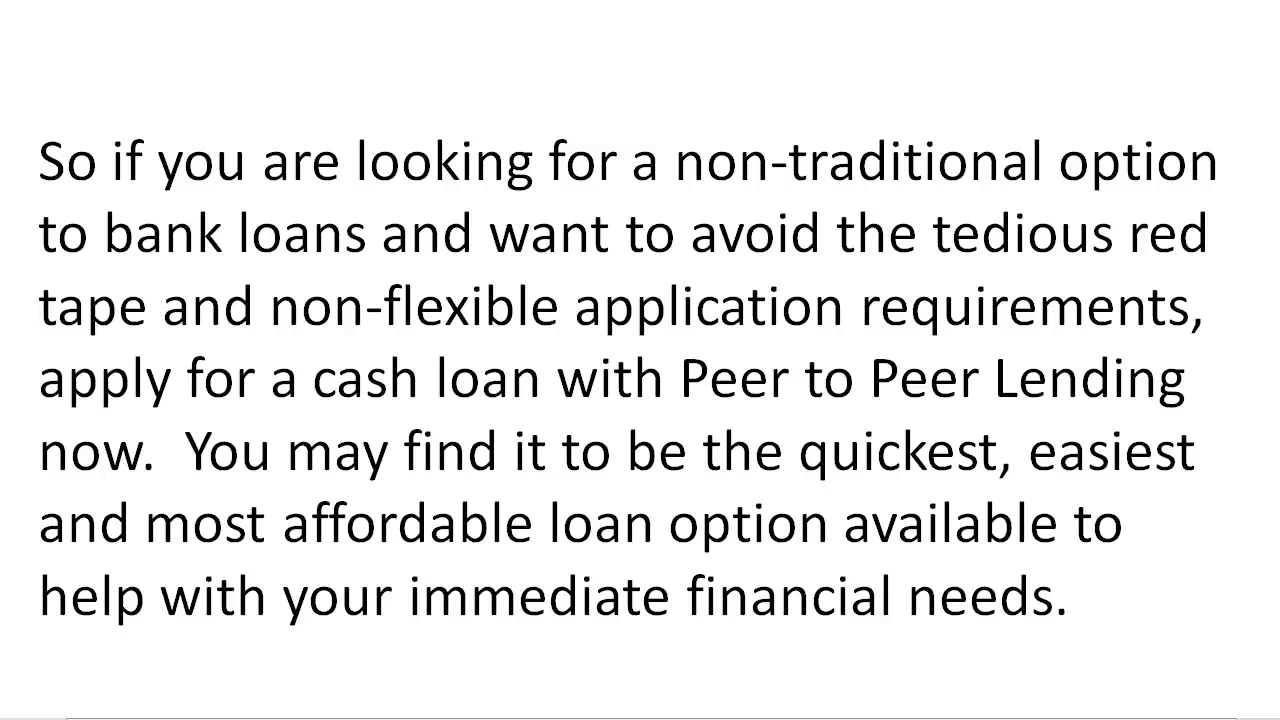 So if you are looking for a non-traditional option
to bank loans and want to avoid the tedious red
tape and non-flexible application requirements,
apply for a cash loan with Peer to Peer Lending
now.  You may find it to be the quickest, easiest
and most affordable loan option available to
help with your immediate financial needs.